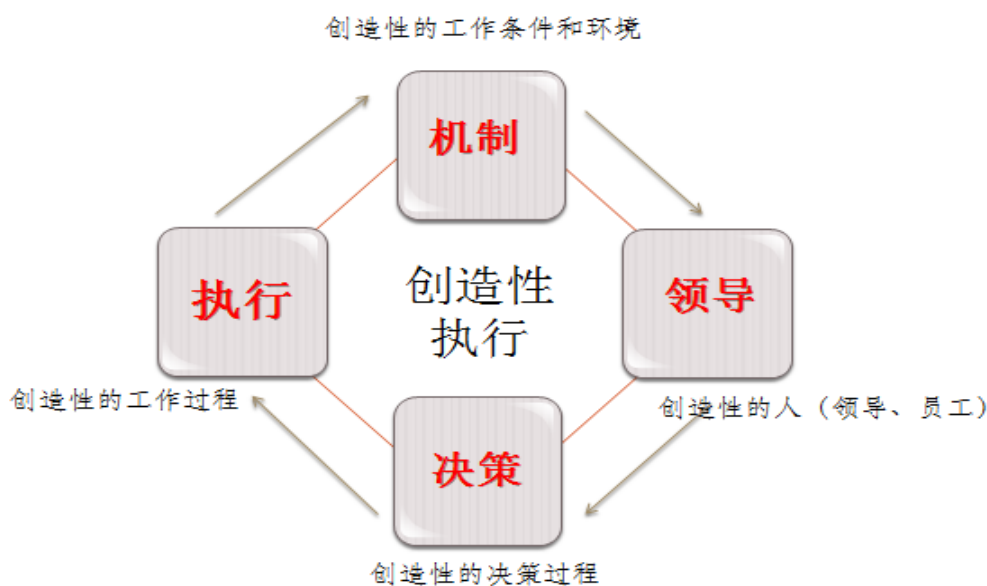 创造性的工作条件和环境
机制
执行
创造性
执行
领导
创造性的工作过程
创造性的人（领导、员工）
决策
创造性的决策过程